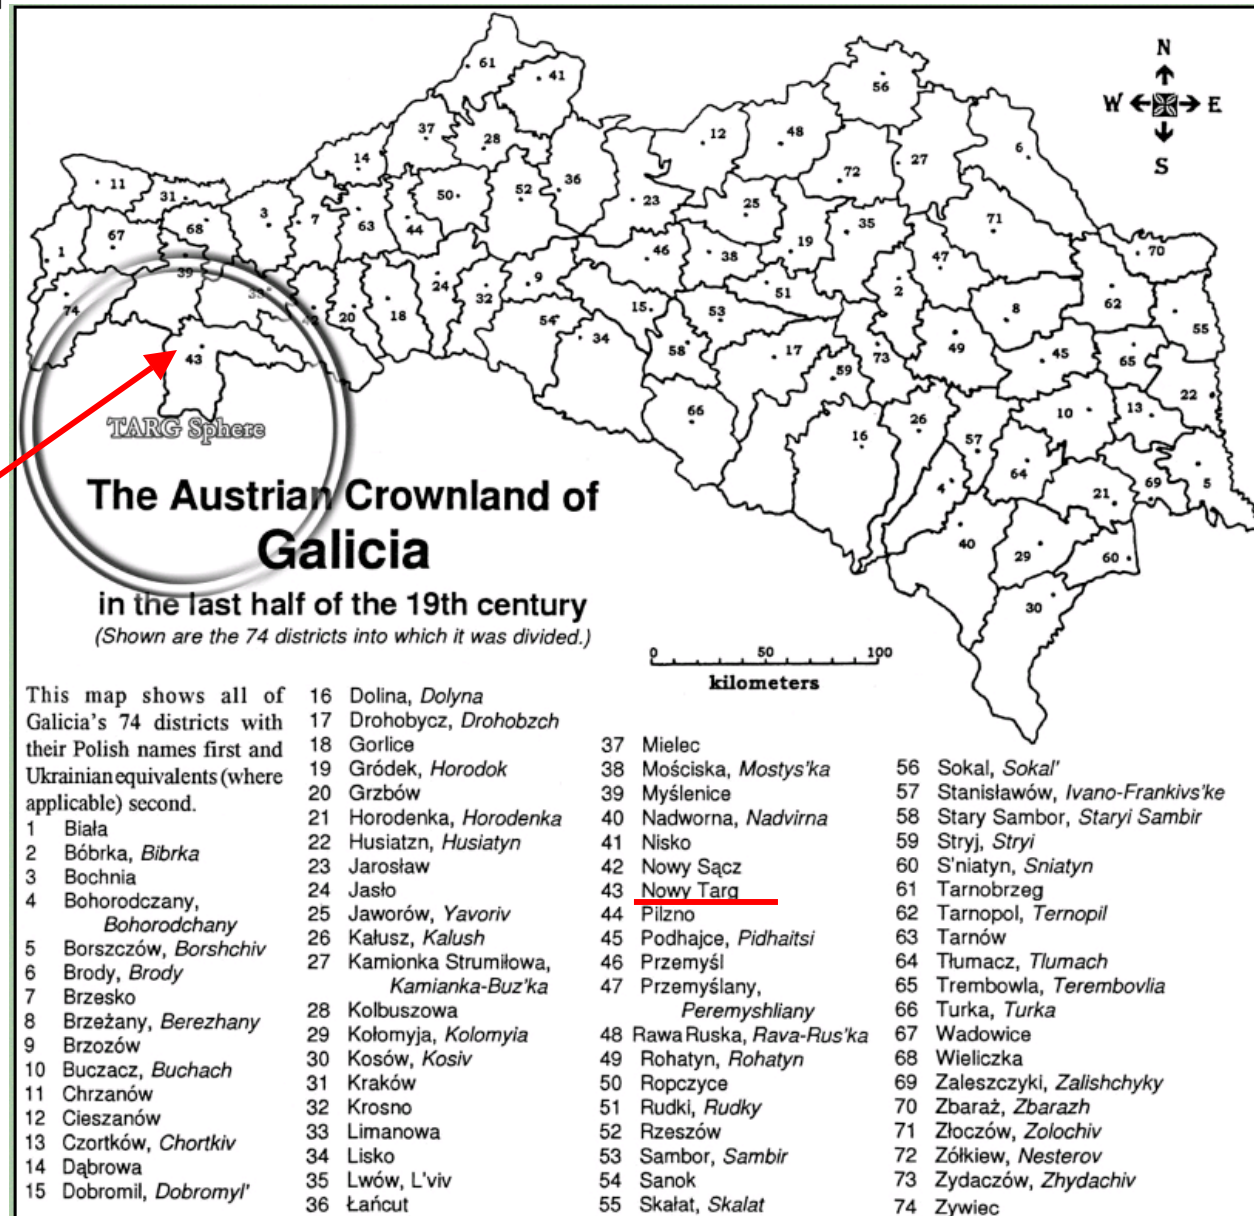 N
W E
S
61
41
56
37
28
12
48
27
6
14
11
31
50
52
36
72
3
7
63
44
23
25
35
71
68
67
1
39
19
47
70
46
38
24
32
9
51
2
62
74
33
42
20
18
15
53
8
55
54
34
43
58
17
73
49
45
65
59
22
66
16
26
10
13
57
64
4
21
69
5
40
29
60
30
TARG Sphere
The Austrian Crownland of
Galicia
in the last half of the 19th century
(Shown are the 74 districts into which it was divided.)
0 50 100
kilometers
This map shows all of
Galicia's 74 districts with
their Polish names first and
Ukrainian equivalents (where
applicable) second.
1 Biała
2 Bóbrka, Bibrka
3 Bochnia
4 Bohorodczany,
Bohorodchany
5 Borszczów, Borshchiv
6 Brody, Brody
7 Brzesko
8 Brzeżany, Berezhany
9 Brzozów
10 Buczacz, Buchach
11 Chrzanów
12 Cieszanów
13 Czortków, Chortkiv
14 Dąbrowa
15 Dobromil, Dobromyl'
16 Dolina, Dolyna
17 Drohobycz, Drohobzch
18 Gorlice
19 Gródek, Horodok
20 Grzbów
21 Horodenka, Horodenka
22 Husiatzn, Husiatyn
23 Jarosław
24 Jasło
25 Jaworów, Yavoriv
26 Kałusz, Kalush
27 Kamionka Strumiłowa,
Kamianka-Buz'ka
28 Kolbuszowa
29 Kołomyja, Kolomyia
30 Kosów, Kosiv
31 Kraków
32 Krosno
33 Limanowa
34 Lisko
35 Lwów, L'viv
36 Łańcut
37 Mielec
38 Mościska, Mostys'ka
39 Myślenice
40 Nadworna, Nadvirna
41 Nisko
42 Nowy Sącz
43 Nowy Targ
44 Pilzno
45 Podhajce, Pidhaitsi
46 Przemyśl
47 Przemyślany,
Peremyshliany
48 Rawa Ruska, Rava-Rus'ka
49 Rohatyn, Rohatyn
50 Ropczyce
51 Rudki, Rudky
52 Rzeszów
53 Sambor, Sambir
54 Sanok
55 Skałat, Skalat
56 Sokal, Sokal'
57 Stanisławów, Ivano-Frankivs'ke
58 Stary Sambor, Staryi Sambir
59 Stryj, Stryi
60 S'niatyn, Sniatyn
61 Tarnobrzeg
62 Tarnopol, Ternopil
63 Tarnów
64 Tłumacz, Tlumach
65 Trembowla, Terembovlia
66 Turka, Turka
67 Wadowice
68 Wieliczka
69 Zaleszczyki, Zalishchyky
70 Zbaraż, Zbarazh
71 Złoczów, Zolochiv
72 Zółkiew, Nesterov
73 Zydaczów, Zhydachiv
74 Zywiec